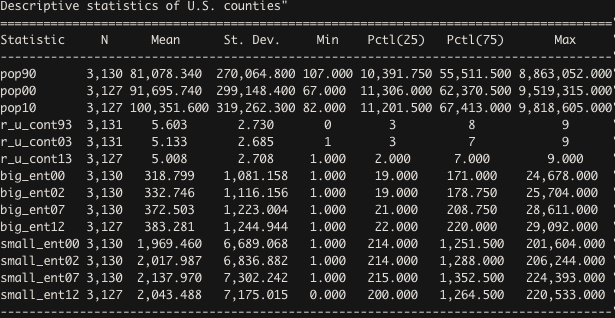 Descriptive statistics of U.S. counties"
=====================================================================================
Statistic N Mean St. Dev. Min Pctl(25) Pctl(75) Max "
-------------------------------------------------------------------------------------
pop90 3,130 81,078.340 270,064.800 107.000 10,391.750 55,511.500 8,863,052.000"
pop00 3,127 91,695.740 299,148.400 67.000 11,306.000 62,370.500 9,519,315.000"
pop10 3,127 100,351.600 319,262.300 82.000 11,201.500 67,413.000 9,818,605.000"
r_u_cont93 3,131 5.603 2.730 0 3 8 9 "
r_u_cont03 3,131 5.133 2.685 1 3 7 9 "
r_u_cont13 3,127 5.008 2.708 1.000 2.000 7.000 9.000 "
big_ent00 3,130 318.799 1,081.158 1.000 19.000 171.000 24,678.000 "
big_ent02 3,130 332.746 1,116.156 1.000 19.000 178.750 25,704.000 "
big_ent07 3,130 372.503 1,223.004 1.000 21.000 208.750 28,611.000 "
big_ent12 3,127 383.281 1,244.944 1.000 22.000 220.000 29,092.000 "
small_ent00 3,130 1,969.460 6,689.068 1.000 214.000 1,251.500 201,604.000 "
small_ent02 3,130 2,017.987 6,836.882 1.000 214.000 1,288.000 206,244.000 "
small_ent07 3,130 2,137.970 7,302.242 1.000 215.000 1,352.500 224,393.000 "
small_ent12 3,127 2,043.488 7,175.015 0.000 200.000 1,264.500 220,533.000 "
-------------------------------------------------------------------------------------